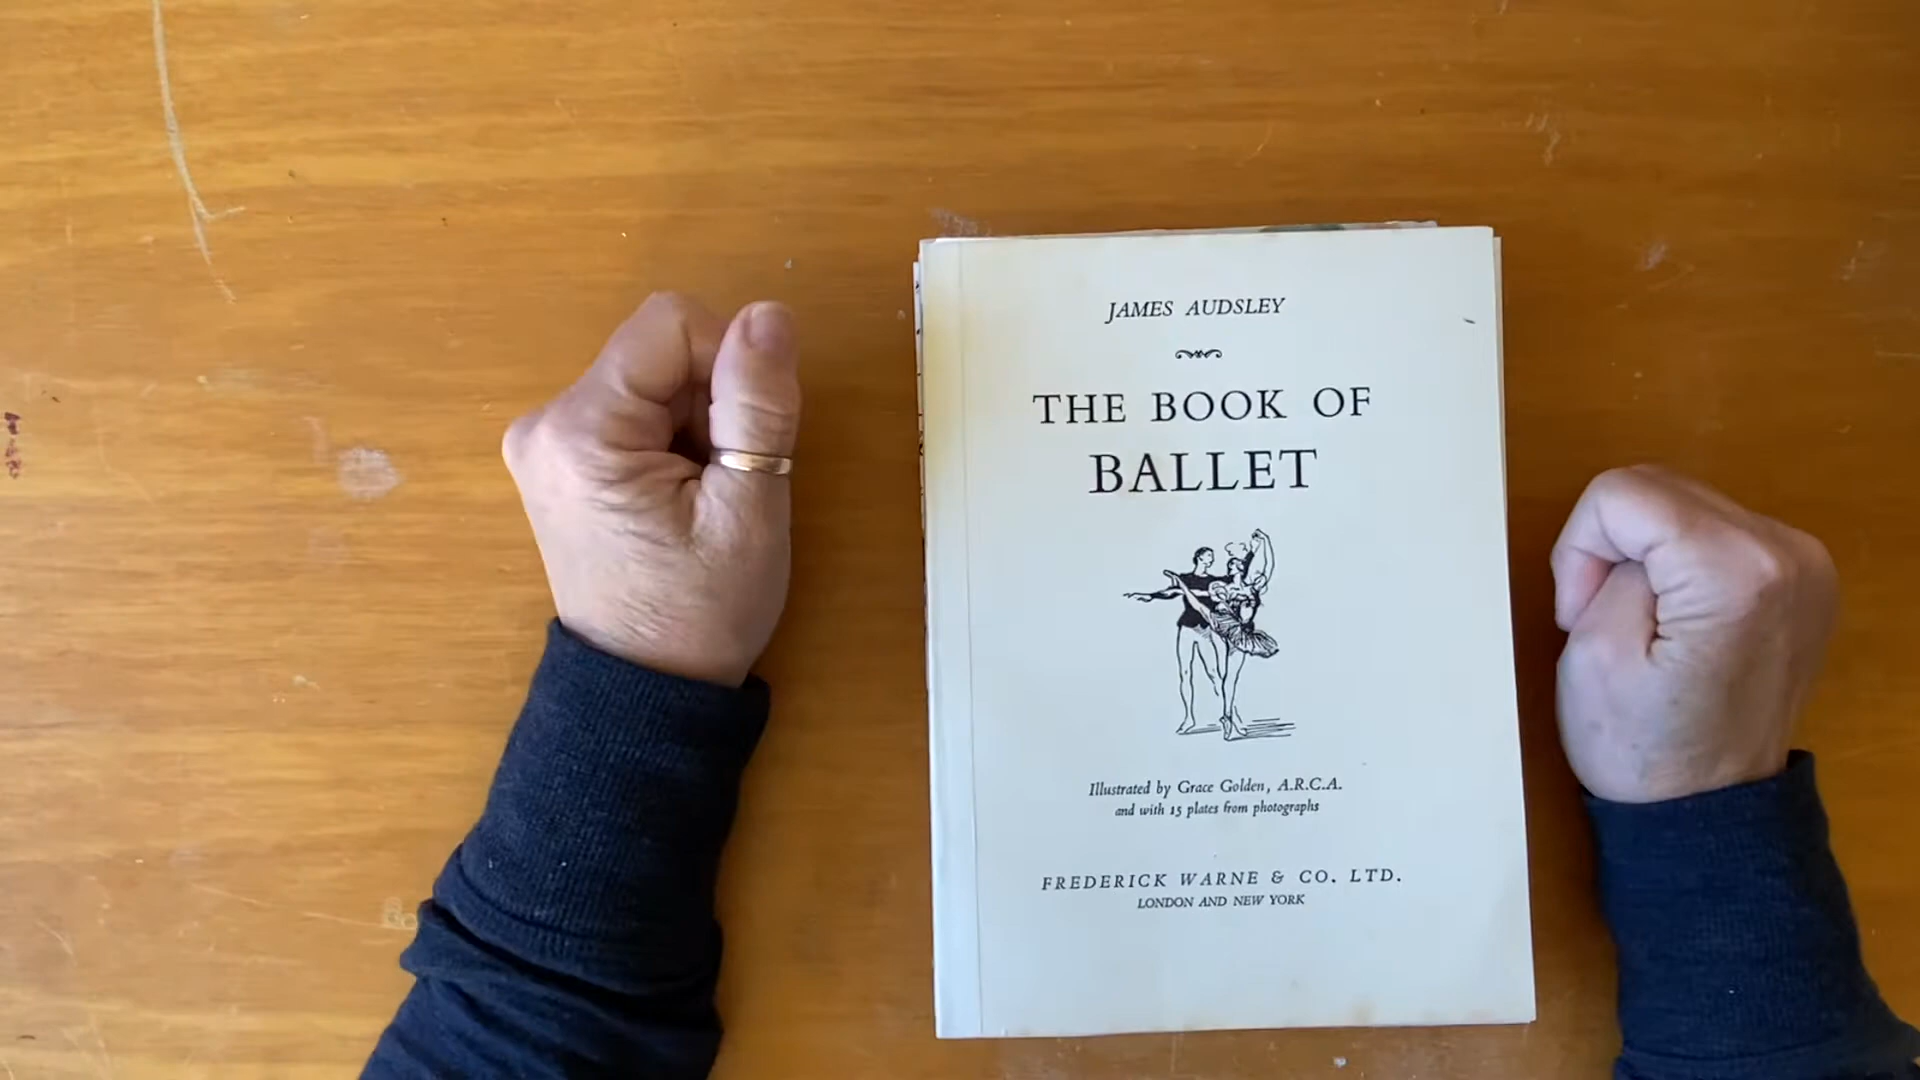 JAMES AUDSLEY
THE BOOK OF
BALLET
Illustrated by Grace Golden, A.R.C.A.
and with 15 plates from photographs
FREDERICK WARNE & CO. LTD.
LONDON AND NEW YORK